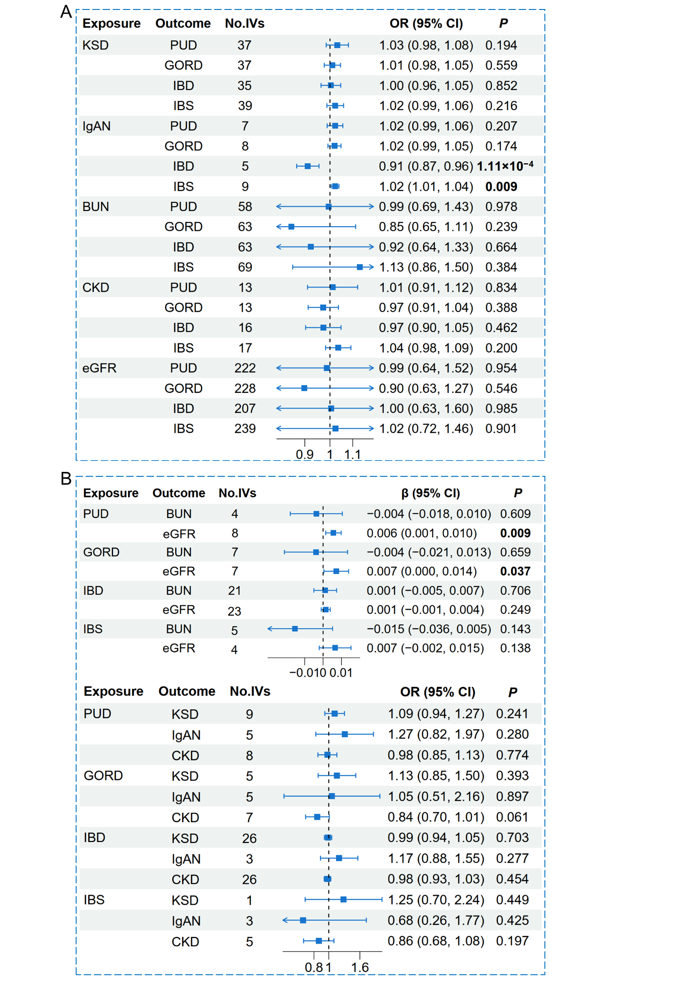 A
Exposure Outcome No.IVs OR (95% CI) P
KSD PUD 37 1.03 (0.98, 1.08) 0.194
GORD 37 1.01 (0.98, 1.05) 0.559
IBD 35 1.00 (0.96, 1.05) 0.852
IBS 39 1.02 (0.99, 1.06) 0.216
IgAN PUD 7 1.02 (0.99, 1.06) 0.207
GORD 8 1.02 (0.99, 1.05) 0.174
IBD 5 0.91 (0.87, 0.96) 1.11×10⁻⁴
IBS 9 1.02 (1.01, 1.04) 0.009
BUN PUD 58 0.99 (0.69, 1.43) 0.978
GORD 63 0.85 (0.65, 1.11) 0.239
IBD 63 0.92 (0.64, 1.33) 0.664
IBS 69 1.13 (0.86, 1.50) 0.384
CKD PUD 13 1.01 (0.91, 1.12) 0.834
GORD 13 0.97 (0.91, 1.04) 0.388
IBD 16 0.97 (0.90, 1.05) 0.462
IBS 17 1.04 (0.98, 1.09) 0.200
eGFR PUD 222 0.99 (0.64, 1.52) 0.954
GORD 228 0.90 (0.63, 1.27) 0.546
IBD 207 1.00 (0.63, 1.60) 0.985
IBS 239 1.02 (0.72, 1.46) 0.901
0.9 1 1.1
B
Exposure Outcome No.IVs β (95% CI) P
PUD BUN 4 −0.004 (−0.018, 0.010) 0.609
eGFR 8 0.006 (0.001, 0.010) 0.009
GORD BUN 7 −0.004 (−0.021, 0.013) 0.659
eGFR 7 0.007 (0.000, 0.014) 0.037
IBD BUN 21 0.001 (−0.005, 0.007) 0.706
eGFR 23 0.001 (−0.001, 0.004) 0.249
IBS BUN 5 −0.015 (−0.036, 0.005) 0.143
eGFR 4 0.007 (−0.002, 0.015) 0.138
−0.01 0 0.01
Exposure Outcome No.IVs OR (95% CI) P
PUD KSD 9 1.09 (0.94, 1.27) 0.241
IgAN 5 1.27 (0.82, 1.97) 0.280
CKD 8 0.98 (0.85, 1.13) 0.774
GORD KSD 5 1.13 (0.85, 1.50) 0.393
IgAN 5 1.05 (0.51, 2.16) 0.897
CKD 7 0.84 (0.70, 1.01) 0.061
IBD KSD 26 0.99 (0.94, 1.05) 0.703
IgAN 3 1.17 (0.88, 1.55) 0.277
CKD 26 0.98 (0.93, 1.03) 0.454
IBS KSD 1 1.25 (0.70, 2.24) 0.449
IgAN 3 0.68 (0.26, 1.77) 0.425
CKD 5 0.86 (0.68, 1.08) 0.197
0.8 1 1.6